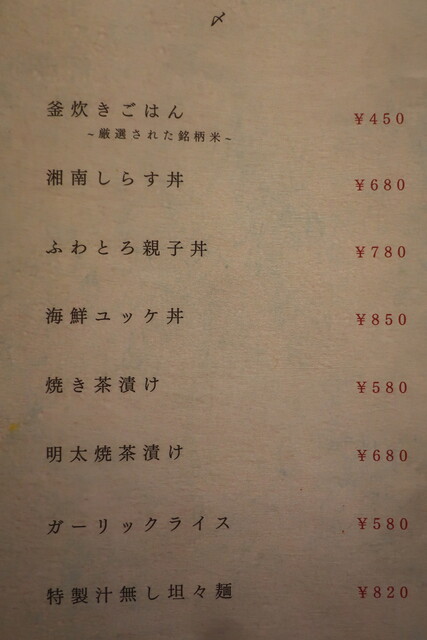 〆
釜炊きごはん ¥450
~厳選された銘柄米~
湘南しらす丼 ¥680
ふわとろ親子丼 ¥780
海鮮ユッケ丼 ¥850
焼き茶漬け ¥580
明太焼茶漬け ¥680
ガーリックライス ¥580
特製汁無し坦々麺 ¥820